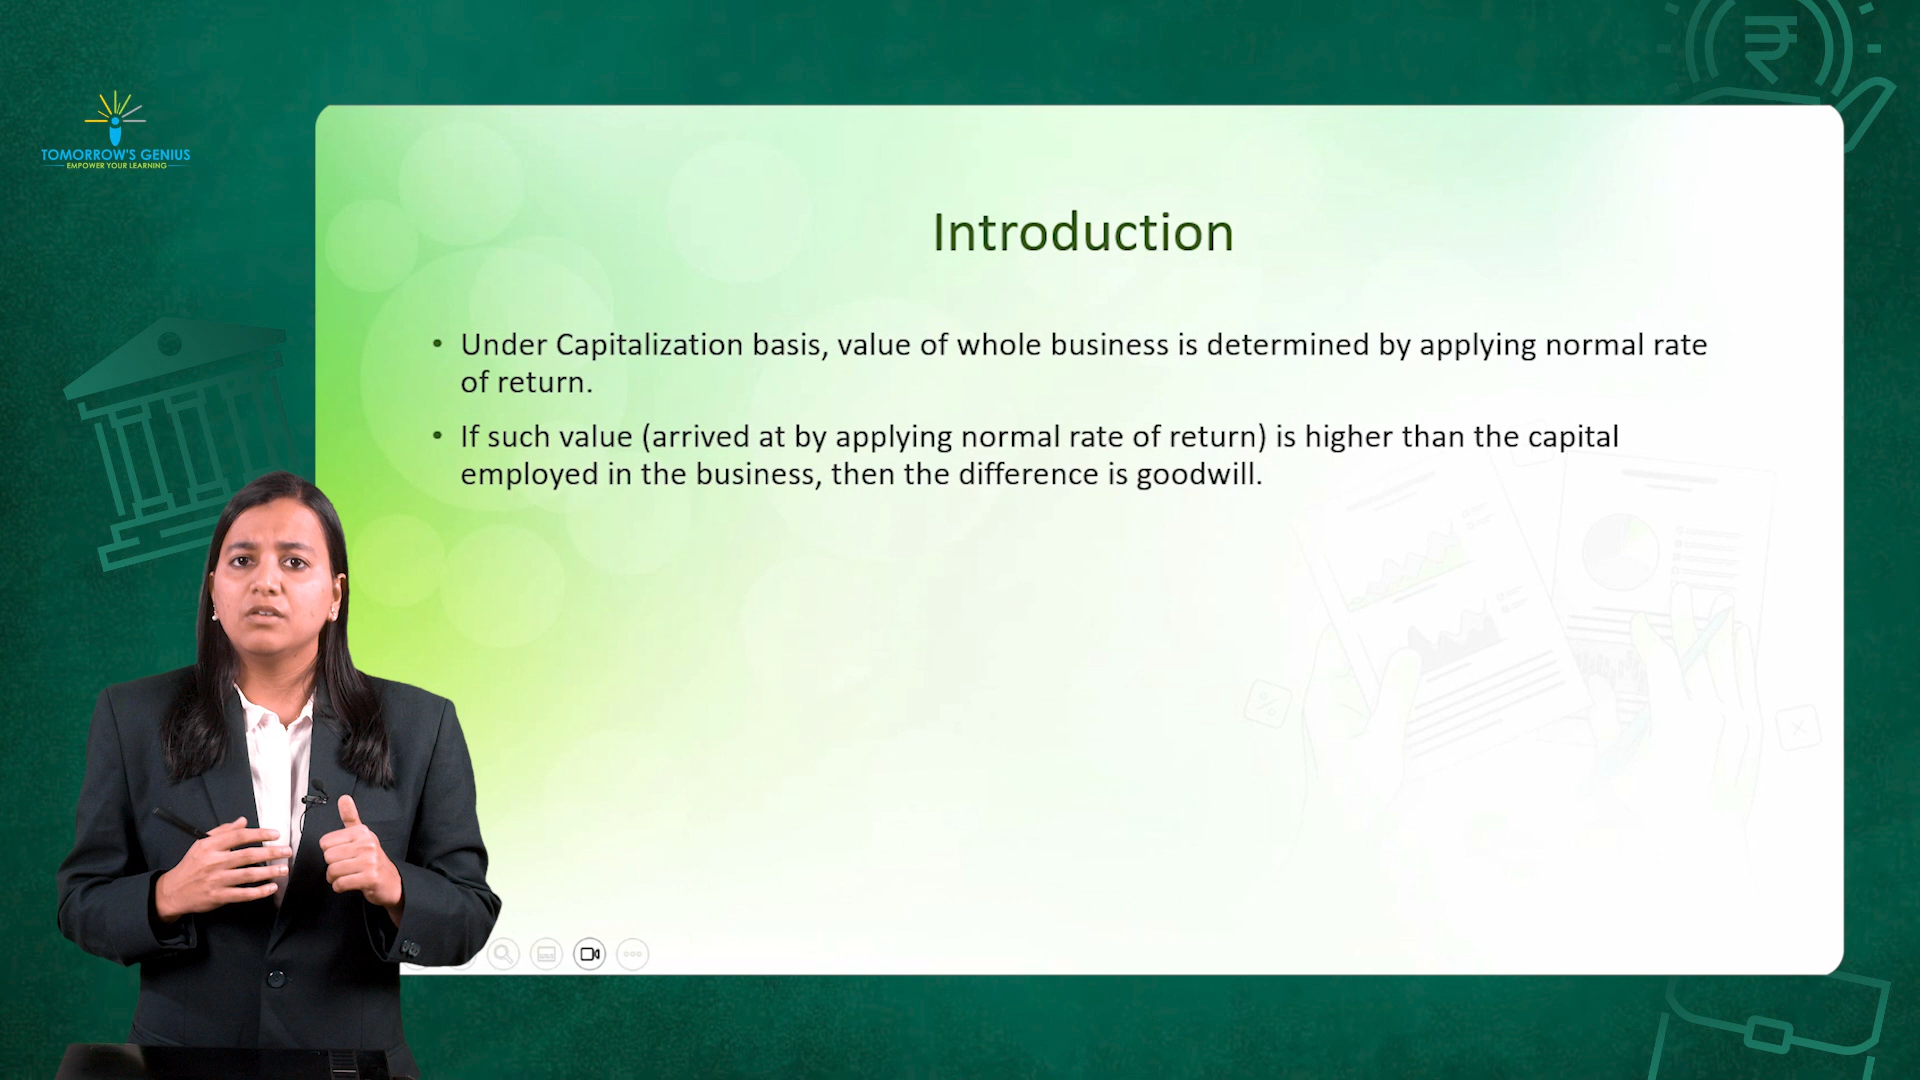 TOMORROW'S GENIUS
EMPOWER YOUR LEARNING
Introduction
• Under Capitalization basis, value of whole business is determined by applying normal rate
of return.
• If such value (arrived at by applying normal rate of return) is higher than the capital
employed in the business, then the difference is goodwill.